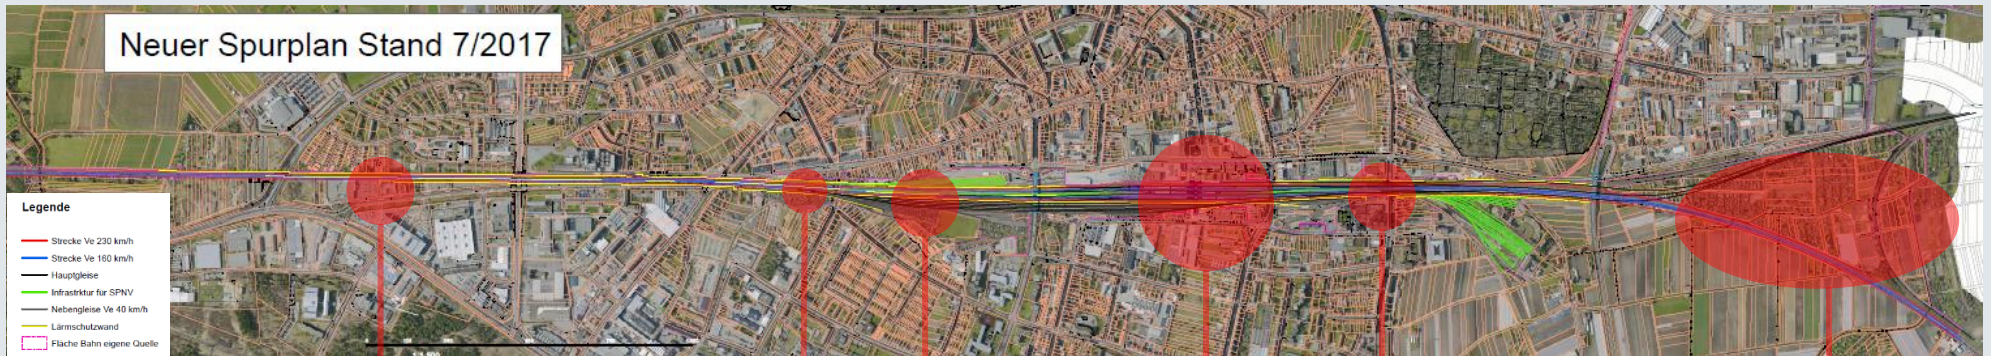 Neuer Spurplan Stand 7/2017
Legende
Strecke Ve 230 km/h
Strecke Ve 160 km/h
Hauptgleise
Infrastrktur für SPNV
Nebengleise Ve 40 km/h
Lärmschutzwand
Fläche Bahn eigene Quelle